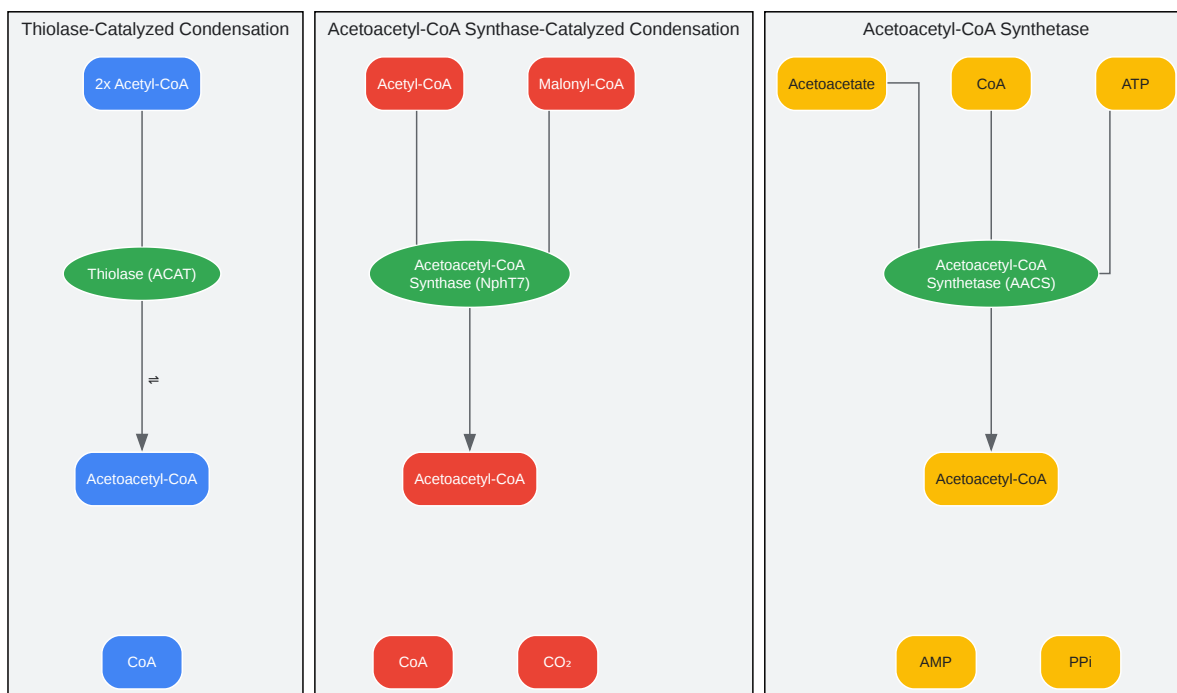 Thiolase-Catalyzed Condensation
2x Acetyl-CoA
Thiolase (ACAT)
⇌
Acetoacetyl-CoA
CoA
Acetoacetyl-CoA Synthase-Catalyzed Condensation
Acetyl-CoA
Malonyl-CoA
Acetoacetyl-CoA
Synthase (NphT7)
Acetoacetyl-CoA
CoA
CO₂
Acetoacetyl-CoA Synthetase
Acetoacetate
CoA
ATP
Acetoacetyl-CoA
Synthetase (AACS)
Acetoacetyl-CoA
AMP
PPi